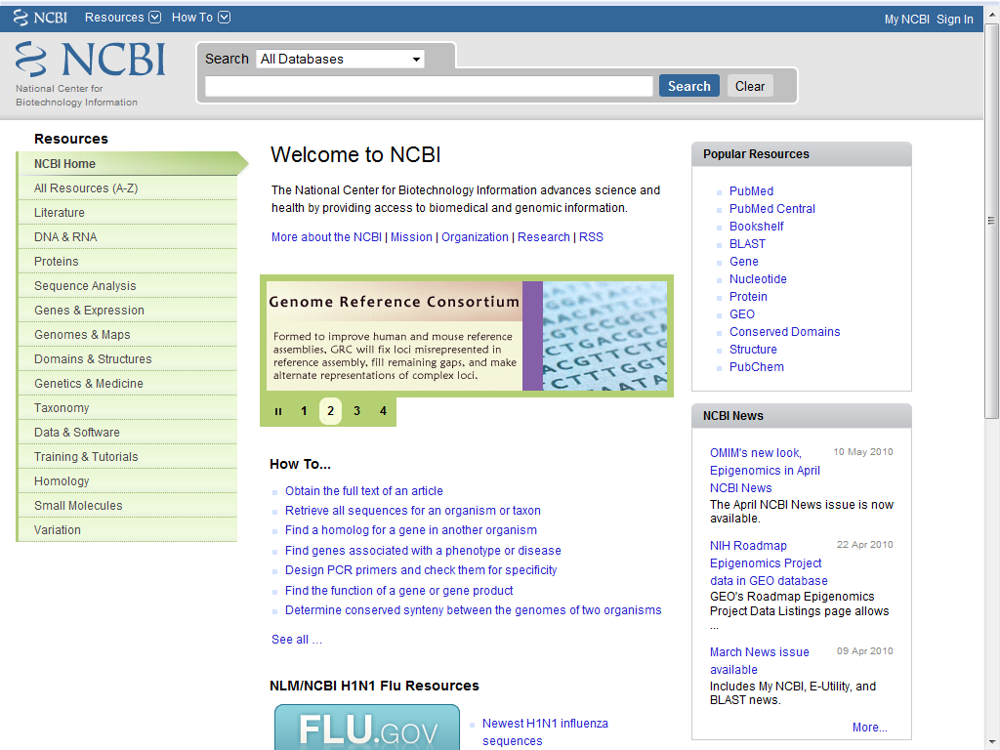 NCBI Resources How To My NCBI Sign In
NCBI
National Center for
Biotechnology Information
Search All Databases
Search Clear
Resources
NCBI Home
All Resources (A-Z)
Literature
DNA & RNA
Proteins
Sequence Analysis
Genes & Expression
Genomes & Maps
Domains & Structures
Genetics & Medicine
Taxonomy
Data & Software
Training & Tutorials
Homology
Small Molecules
Variation
Welcome to NCBI
The National Center for Biotechnology Information advances science and
health by providing access to biomedical and genomic information.
More about the NCBI | Mission | Organization | Research | RSS
Genome Reference Consortium
Formed to improve human and mouse reference
assemblies, GRC will fix loci misrepresented in
reference assembly, fill remaining gaps, and make
alternate representations of complex loci.
1 2 3 4
How To...
Obtain the full text of an article
Retrieve all sequences for an organism or taxon
Find a homolog for a gene in another organism
Find genes associated with a phenotype or disease
Design PCR primers and check them for specificity
Find the function of a gene or gene product
Determine conserved synteny between the genomes of two organisms
See all ...
NLM/NCBI H1N1 Flu Resources
FLU.GOV
Newest H1N1 influenza
sequences
Popular Resources
PubMed
PubMed Central
Bookshelf
BLAST
Gene
Nucleotide
Protein
GEO
Conserved Domains
Structure
PubChem
NCBI News
OMIM's new look, 10 May 2010
Epigenomics in April
NCBI News
The April NCBI News issue is now
available.
NIH Roadmap 22 Apr 2010
Epigenomics Project
data in GEO database
GEO's Roadmap Epigenomics
Project Data Listings page allows
...
March News issue 09 Apr 2010
available
Includes My NCBI, E-Utility, and
BLAST news.
More...